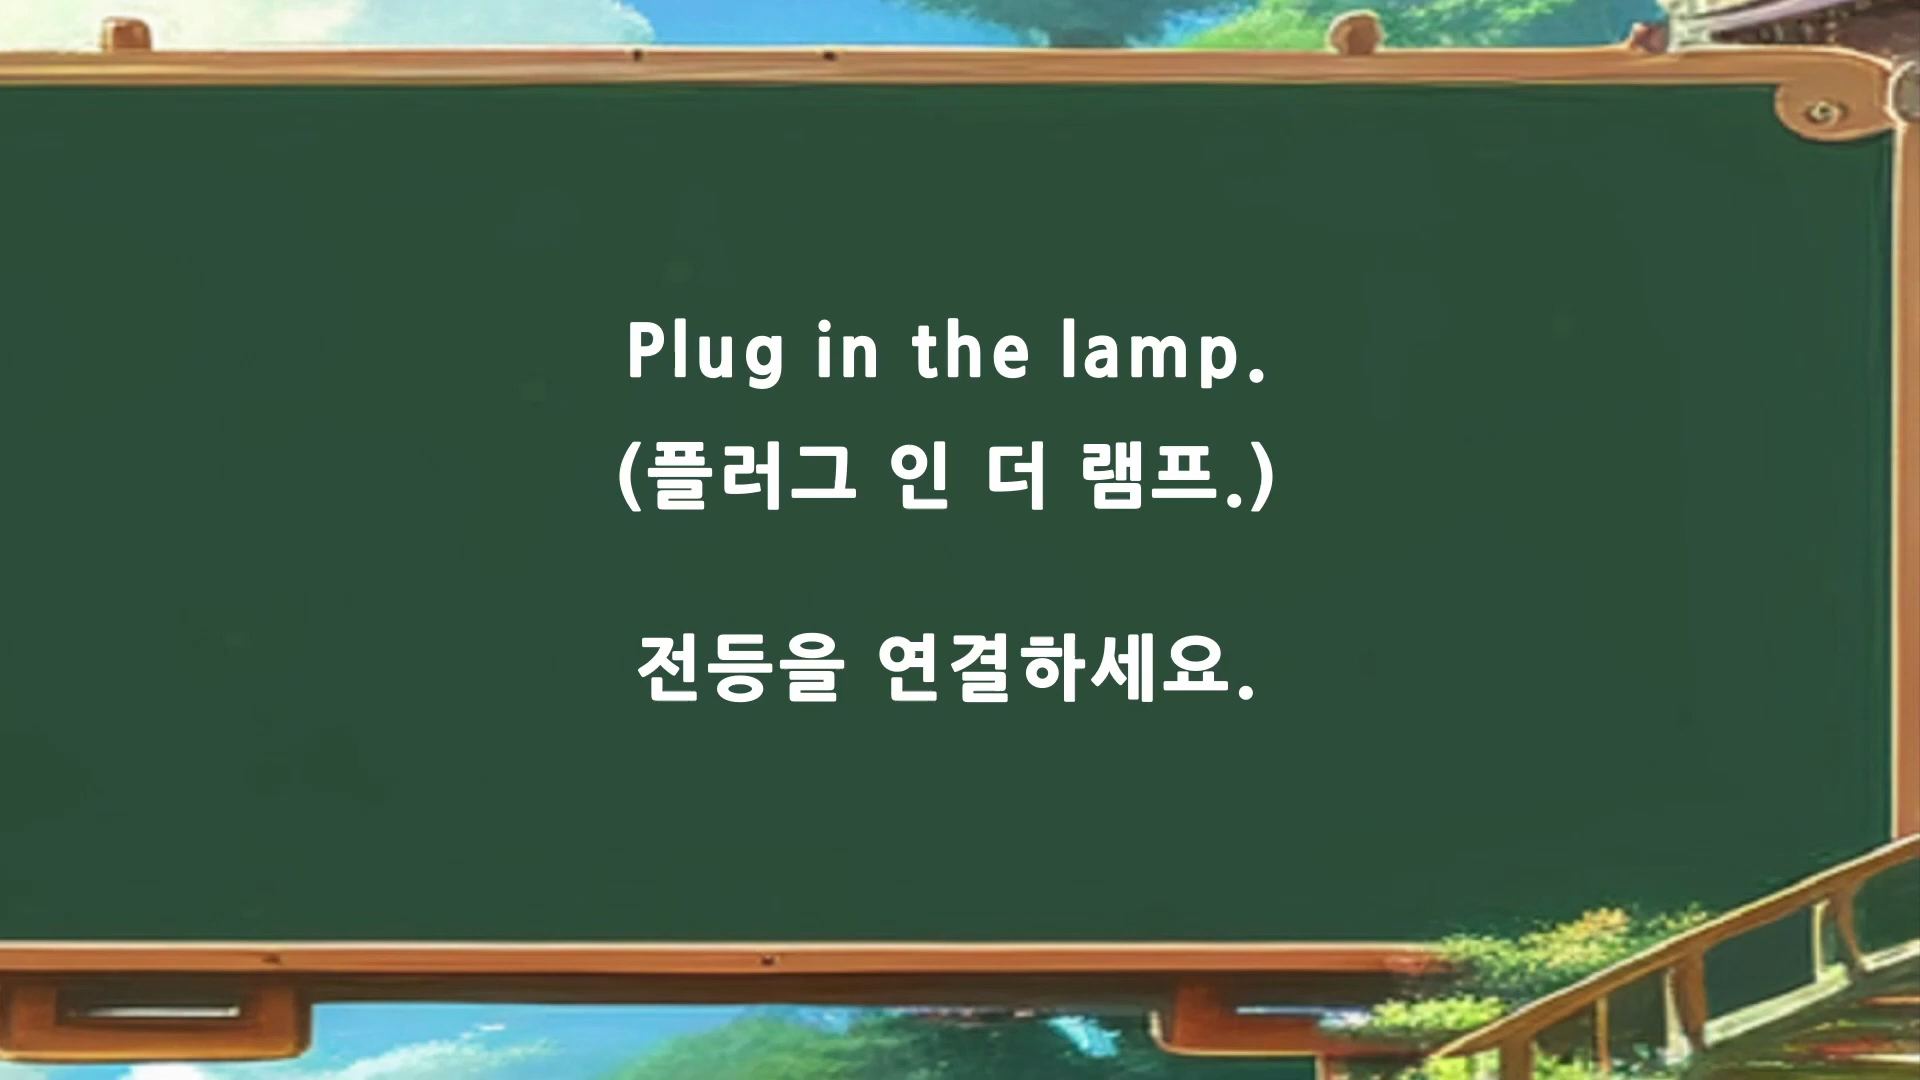 Plug in the lamp.
(플러그 인 더 램프.)
전등을 연결하세요.